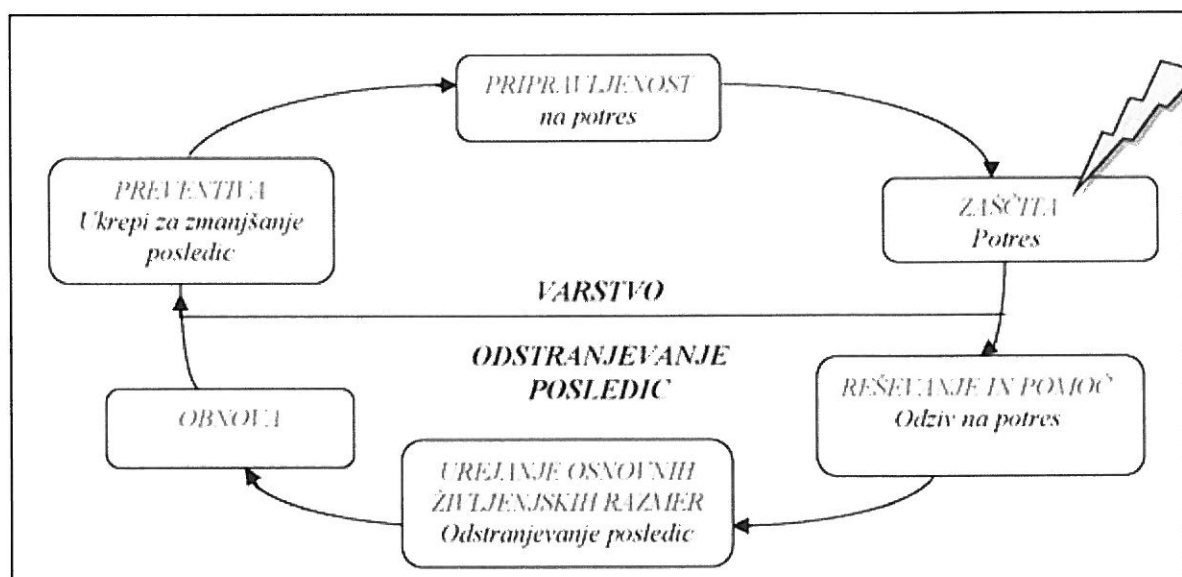 PRIPRAVLJENOST
na potres
PREVENTIVA
Ukrepi za zmanjšanje
posledic
ZAŠČITA
Potres
VARSTVO
ODSTRANJEVANJE
POSLEDIC
REŠEVANJE IN POMOČ
Odziv na potres
OBNOVA
UREJANJE OSNOVNIH
ŽIVLJENJSKIH RAZMER
Odstranjevanje posledic